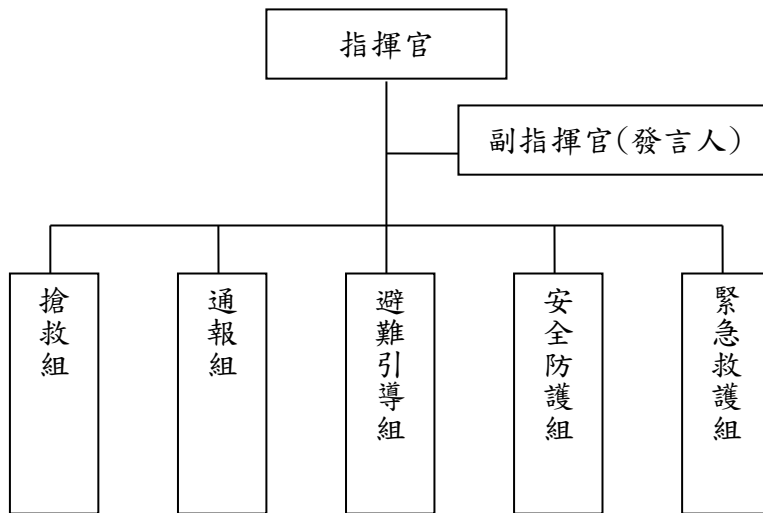 指揮官
副指揮官(發言人)
搶救組
通報組
避難引導組
安全防護組
緊急救護組